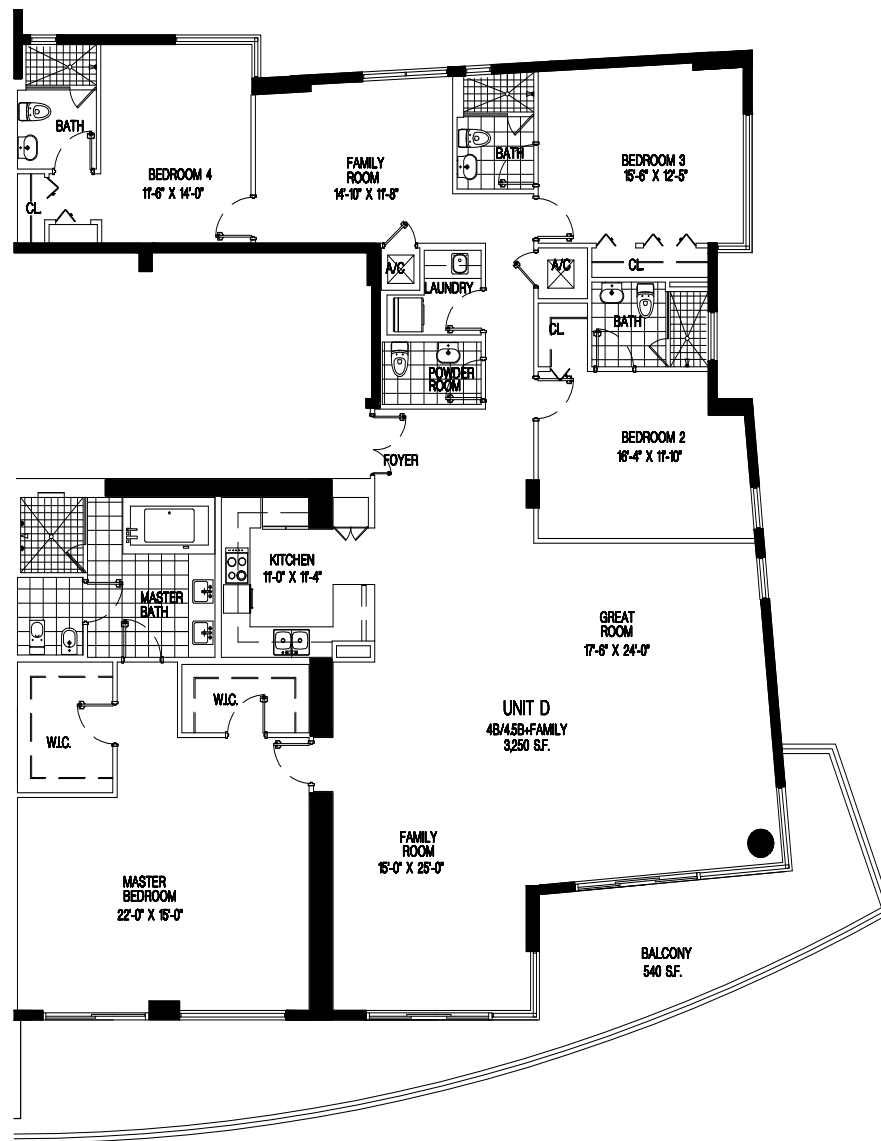 BATH
BEDROOM 4
11'-6" X 14'-0"
CL
FAMILY
ROOM
14'-10" X 11'-8"
BATH
BEDROOM 3
15'-6" X 12'-5"
A/C
LAUNDRY
A/C
CL
CL
BATH
POWDER
ROOM
BEDROOM 2
16'-4" X 11'-10"
FOYER
KITCHEN
11'-0" X 11'-4"
MASTER
BATH
GREAT
ROOM
17'-6" X 24'-0"
W.I.C.
W.I.C.
UNIT D
4B/4.5B+FAMILY
3,250 S.F.
FAMILY
ROOM
15'-0" X 25'-0"
MASTER
BEDROOM
22'-0" X 15'-0"
BALCONY
540 S.F.